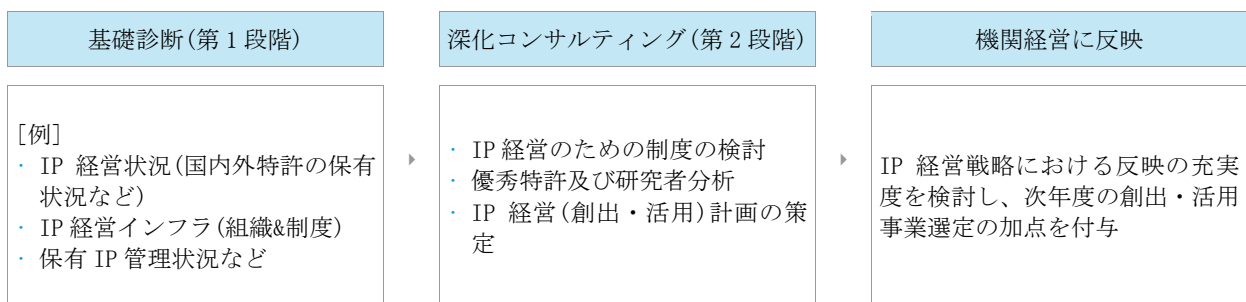 基礎診断(第1段階)
[例]
· IP 経営状況(国内外特許の保有
状況など)
· IP経営インフラ(組織&制度)
· 保有 IP 管理状況など
深化コンサルティング(第2段階)
· IP経営のための制度の検討
· 優秀特許及び研究者分析
· IP 経営(創出・活用)計画の策
定
機関経営に反映
IP 経営戦略における反映の充実
度を検討し、次年度の創出・活用
事業選定の加点を付与